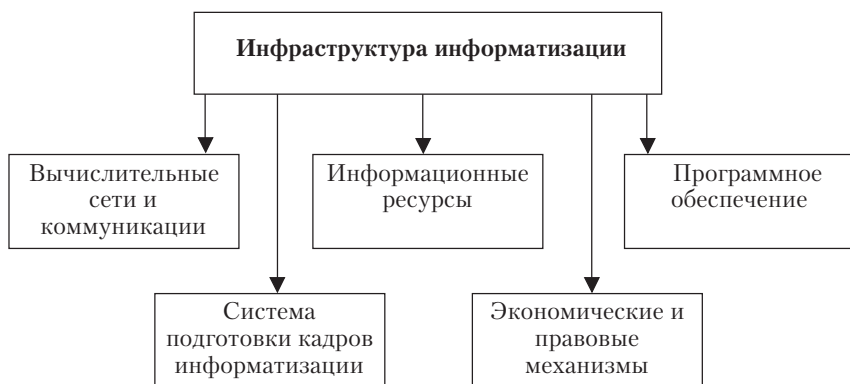 Инфраструктура информатизации
Вычислительные
сети и
коммуникации
Информационные
ресурсы
Программное
обеспечение
Система
подготовки кадров
информатизации
Экономические и
правовые
механизмы